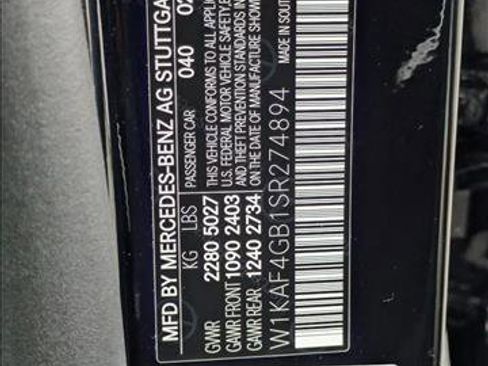 MFD BY MERCEDES-BENZ AG STUTTGA
KG LBS PASSENGER CAR 040 02
GVWR 2280 5027 THIS VEHICLE CONFORMS TO ALL APPLIC
GAWR FRONT 1090 2403 U.S. FEDERAL MOTOR VEHICLE SAFETY, B
GAWR REAR 1240 2734 AND THEFT PREVENTION STANDARDS IN E
ON THE DATE OF MANUFACTURE SHOW
W1KAF4GB1SR274894 MADE IN SOUT